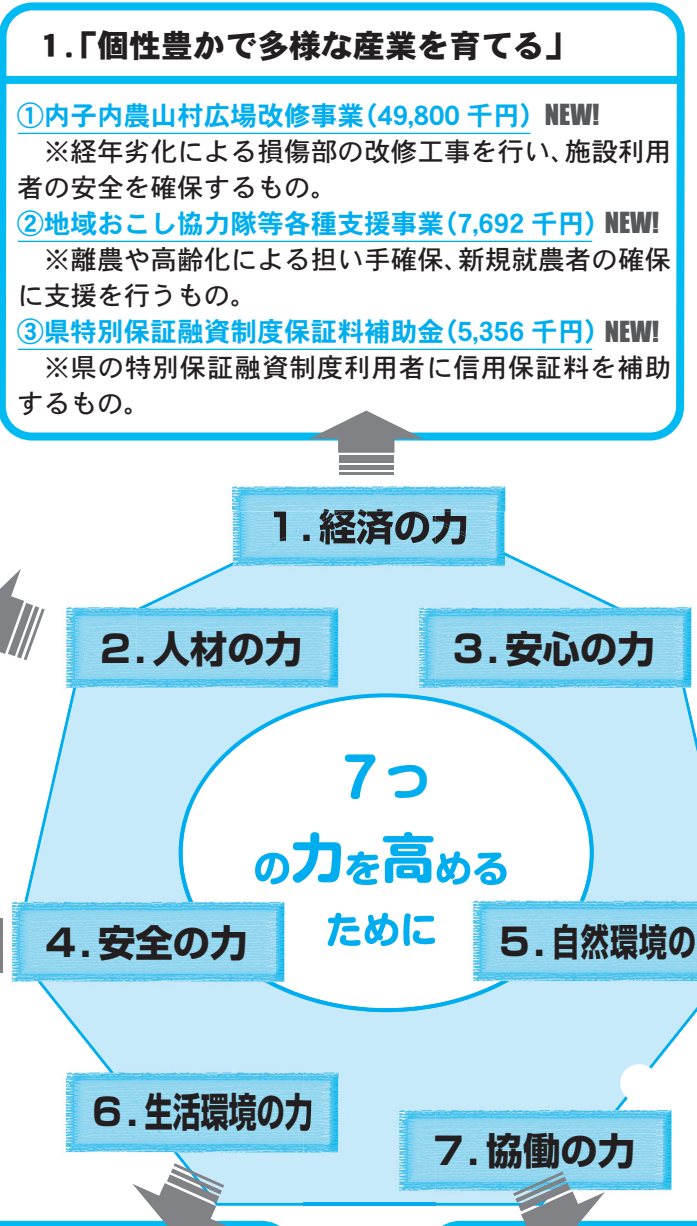 1.「個性豊かで多様な産業を育てる」
①内子内農山村広場改修事業(49,800 千円) NEW!
※経年劣化による損傷部の改修工事を行い、施設利用
者の安全を確保するもの。
②地域おこし協力隊等各種支援事業(7,692 千円) NEW!
※離農や高齢化による担い手確保、新規就農者の確保
に支援を行うもの。
③県特別保証融資制度保証料補助金(5,356 千円) NEW!
※県の特別保証融資制度利用者に信用保証料を補助
するもの。
1.経済の力
2.人材の力
3.安心の力
7つ
の力を高める
ために
4.安全の力
5.自然環境の
6.生活環境の力
7.協働の力